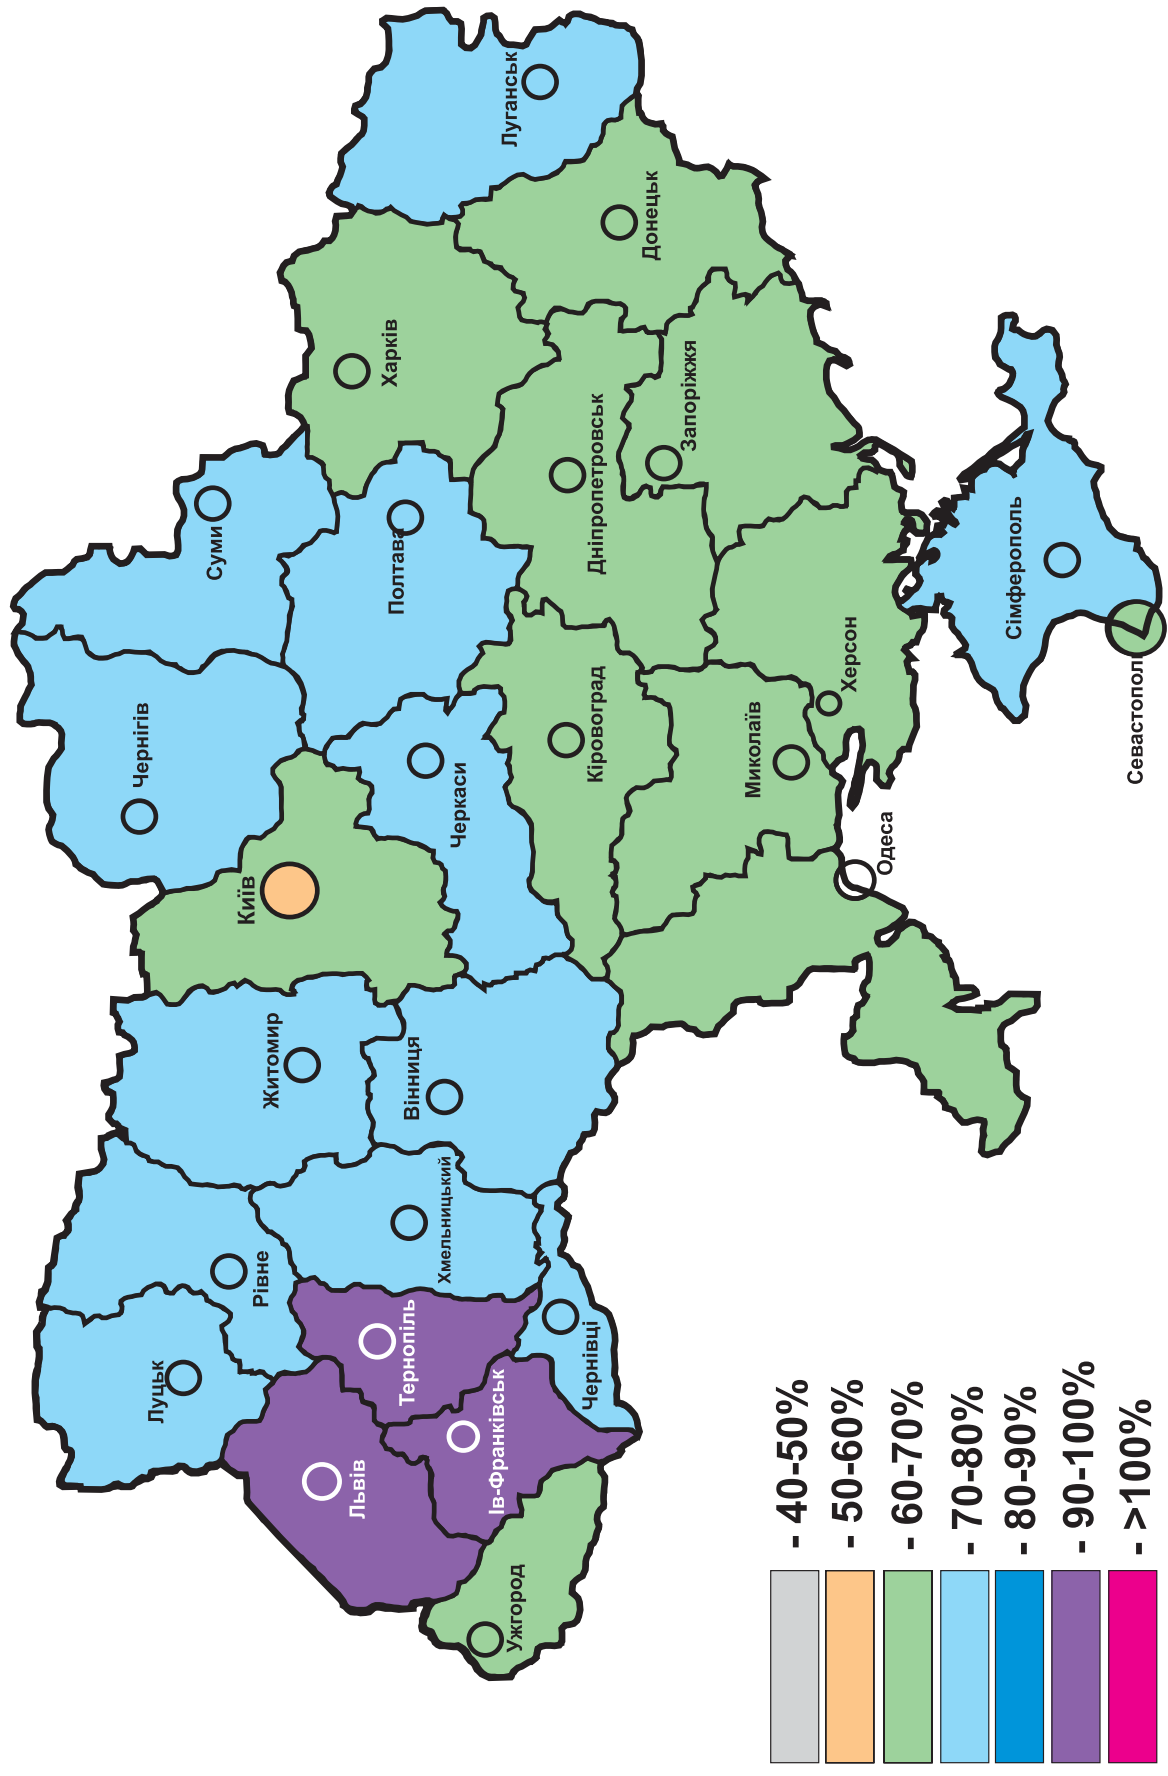 Чернігів
Суми
Луцьк
Рівне
Житомир
Київ
Харків
Луганськ
Львів
Тернопіль
Хмельницький
Вінниця
Черкаси
Полтава
Ів-Франківськ
Ужгород
Чернівці
Кіровоград
Дніпропетровськ
Донецьк
Запоріжжя
Миколаїв
Херсон
Одеса
Сімферополь
Севастополь
- 40-50%
- 50-60%
- 60-70%
- 70-80%
- 80-90%
- 90-100%
- >100%